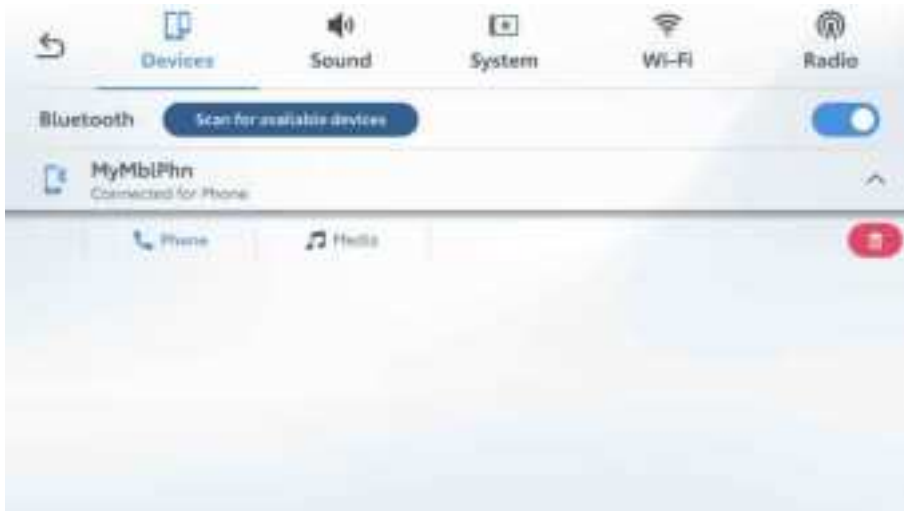 Devices
Sound
System
Wi-Fi
Radio
Bluetooth
Scan for available devices
MyMblPhn
Connected for Phone
Phone
Media